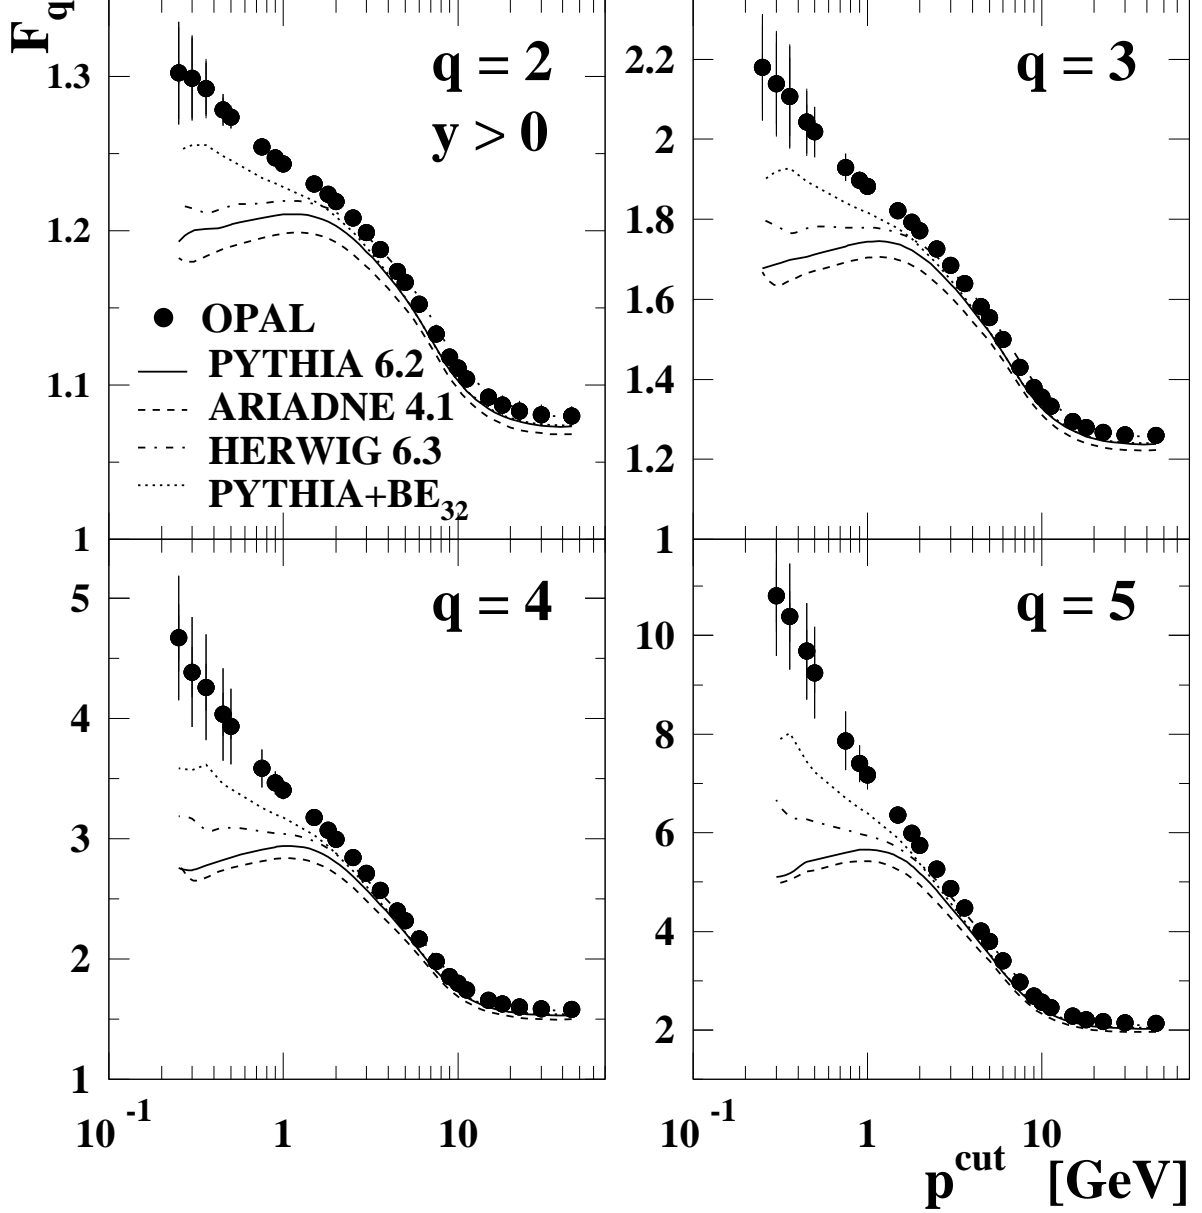 F_q
q = 2
y > 0
1.3
1.2
1.1
1
OPAL
PYTHIA 6.2
ARIADNE 4.1
HERWIG 6.3
PYTHIA+BE_32
q = 3
2.2
2
1.8
1.6
1.4
1.2
1
q = 4
5
4
3
2
1
10^-1 1 10
q = 5
10
8
6
4
2
10^-1 1 10
p^cut [GeV]